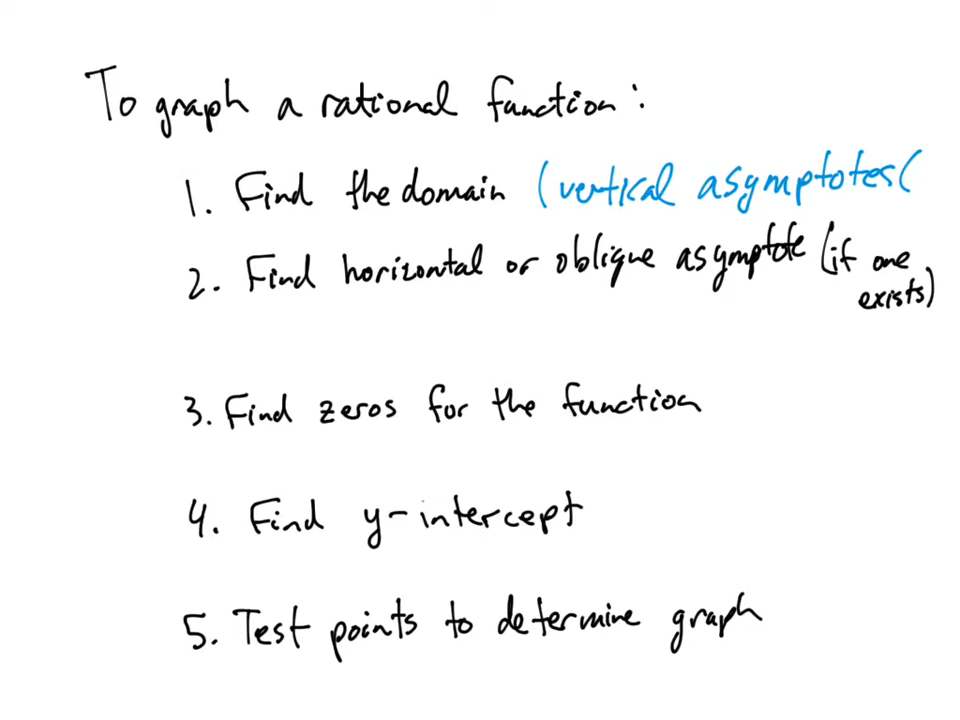 To graph a rational function:
1. Find the domain (vertical asymptotes(
2. Find horizontal or oblique asymptote (if one
exists)
3. Find zeros for the function
4. Find y-intercept
5. Test points to determine graph